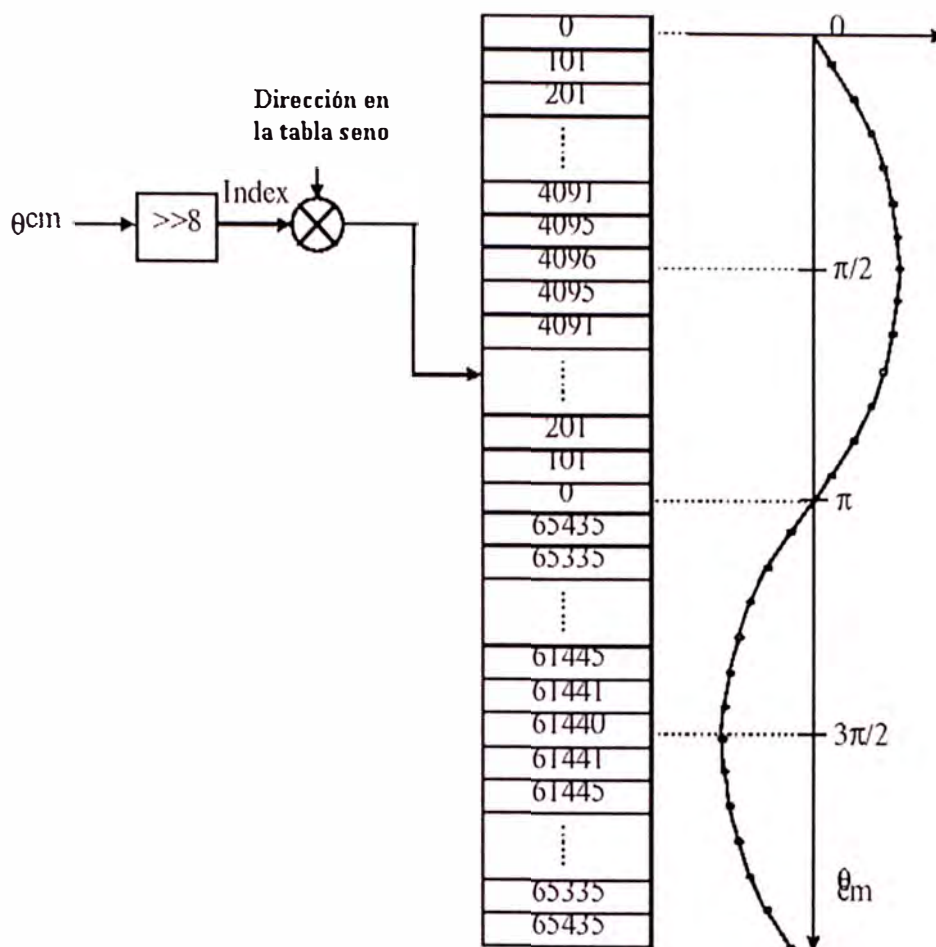 Dirección en
la tabla seno
θcm
>>8
Index
0
101
201
4091
4095
4096
4095
4091
201
101
0
65435
65335
61445
61441
61440
61441
61445
65335
65435
0
π/2
π
3π/2
θcm